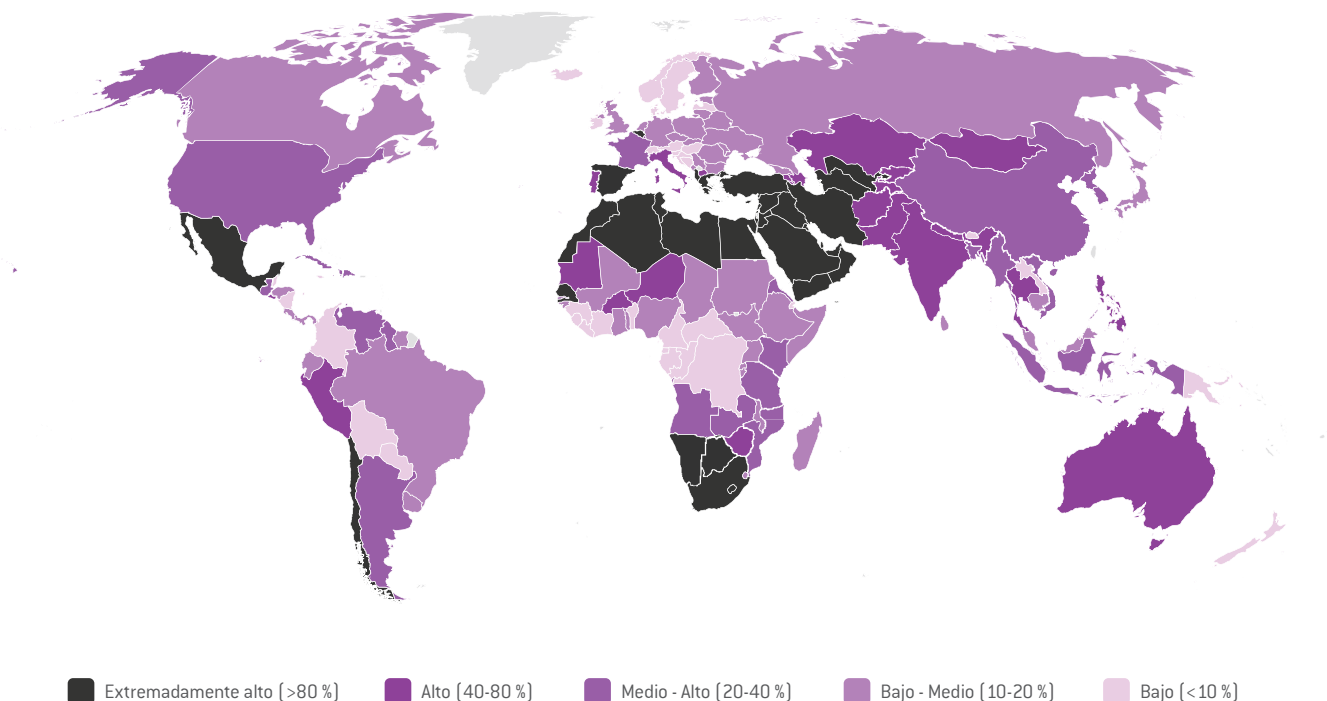 Extremadamente alto (>80 %) Alto (40-80 %) Medio - Alto (20-40 %) Bajo - Medio (10-20 %) Bajo (<10 %)